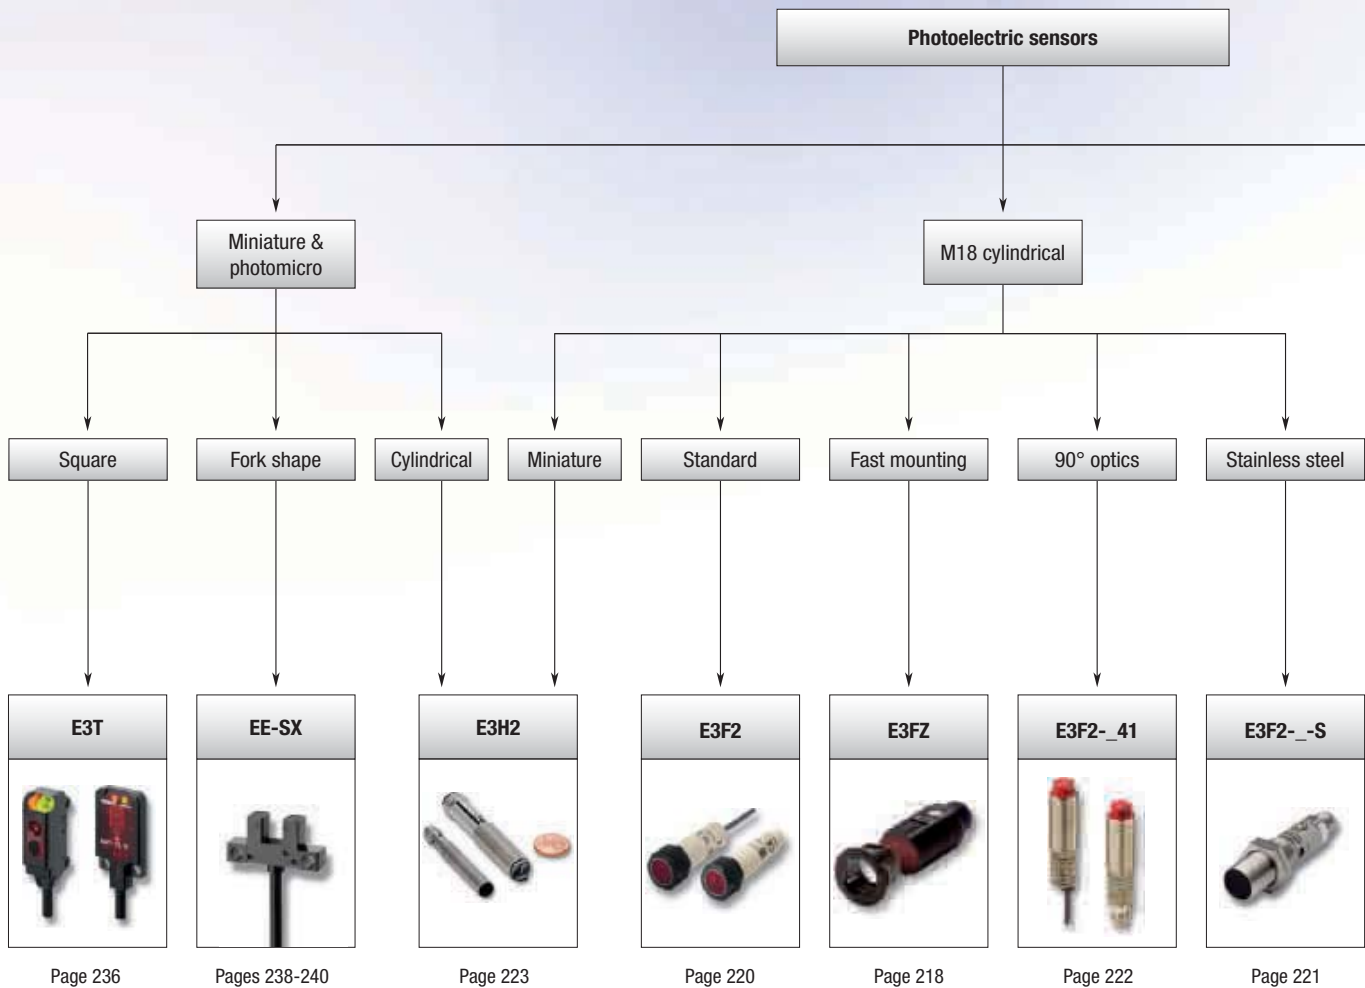 Photoelectric sensors
Miniature &
photomicro
M18 cylindrical
Square
Fork shape
Cylindrical
Miniature
Standard
Fast mounting
90° optics
Stainless steel
E3T
EE-SX
E3H2
E3F2
E3FZ
E3F2-_41
E3F2-_-S
Page 236
Pages 238-240
Page 223
Page 220
Page 218
Page 222
Page 221